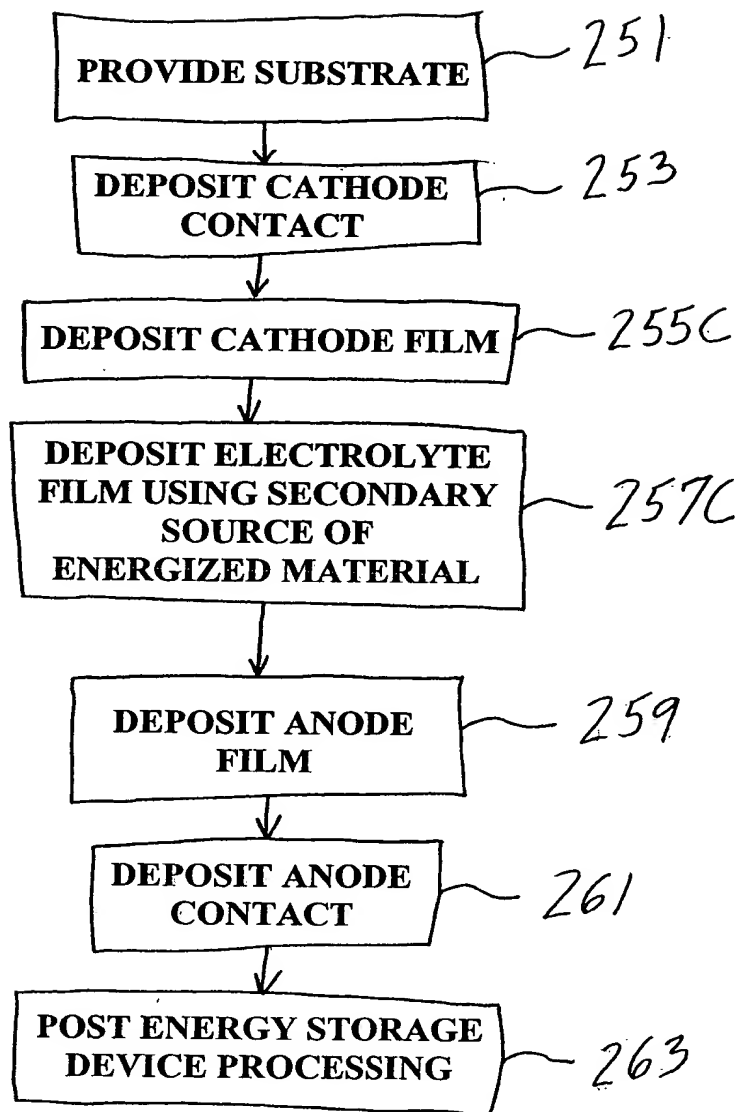 PROVIDE SUBSTRATE
251
DEPOSIT CATHODE
CONTACT
253
DEPOSIT CATHODE FILM
255C
DEPOSIT ELECTROLYTE
FILM USING SECONDARY
SOURCE OF
ENERGIZED MATERIAL
257C
DEPOSIT ANODE
FILM
259
DEPOSIT ANODE
CONTACT
261
POST ENERGY STORAGE
DEVICE PROCESSING
263